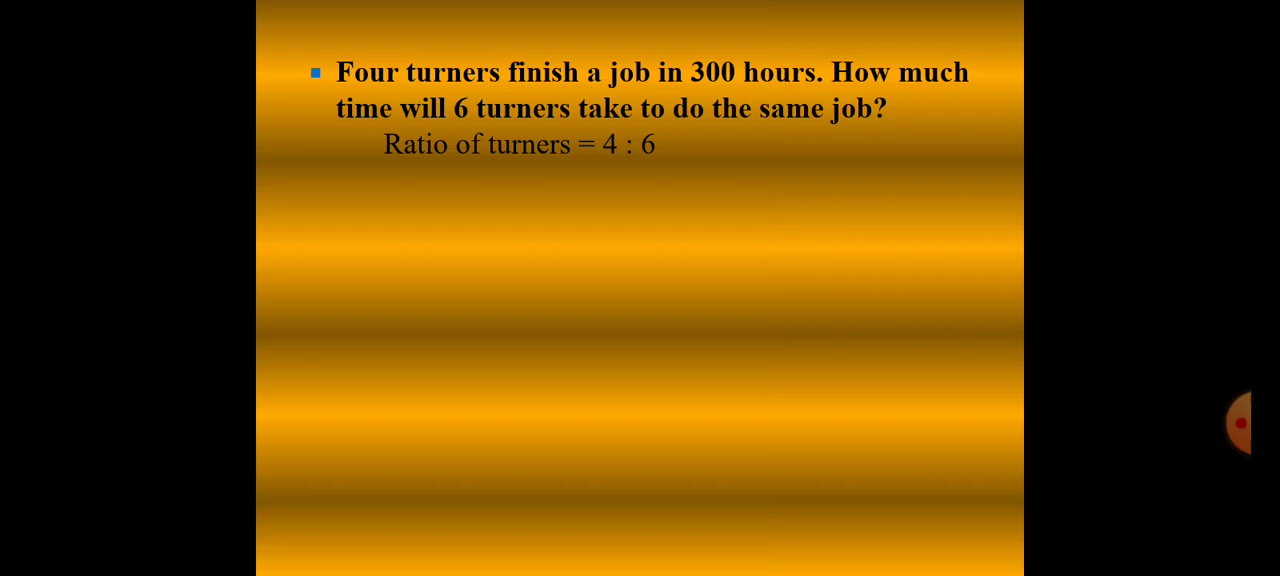 Four turners finish a job in 300 hours. How much
time will 6 turners take to do the same job?
Ratio of turners = 4 : 6